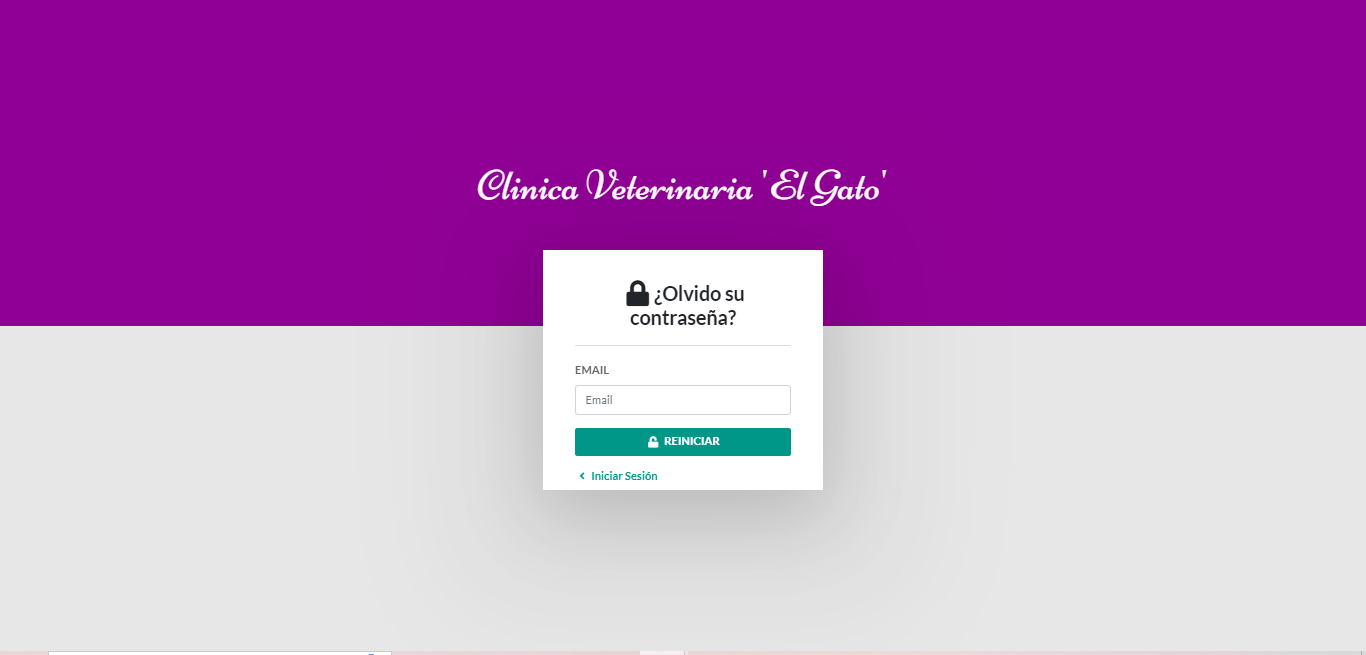 Clinica Veterinaria 'El Gato'
¿Olvido su
contraseña?
EMAIL
Email
REINICIAR
Iniciar Sesión